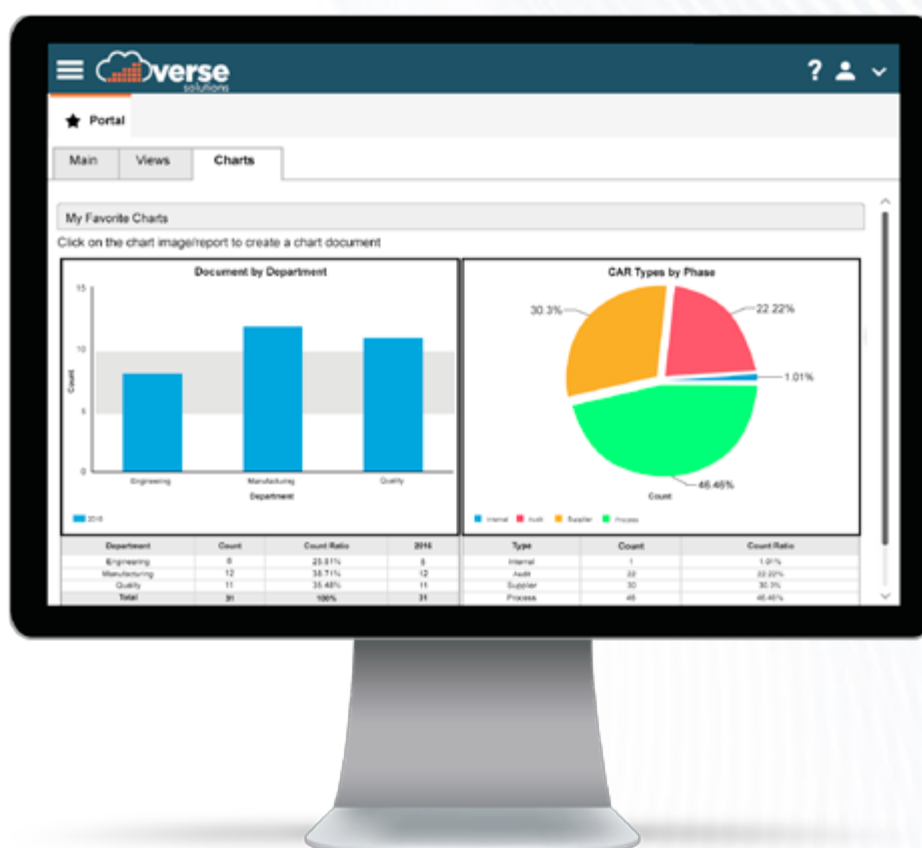 verse
solutions
?
Portal
Main Views Charts
My Favorite Charts
Click on the chart image/report to create a chart document
Document by Department
15
10
5
0
Count
Engineering Manufacturing Quality
Department
2016
CAR Types by Phase
30.3%
22.22%
1.01%
46.46%
Count
Internal Audit Supplier Process
Department Count Count Ratio 2016
Engineering 8 25.81% 8
Manufacturing 12 38.71% 12
Quality 11 35.48% 11
Total 31 100% 31
Type Count Count Ratio
Internal 1 1.01%
Audit 22 22.22%
Supplier 30 30.3%
Process 46 46.46%